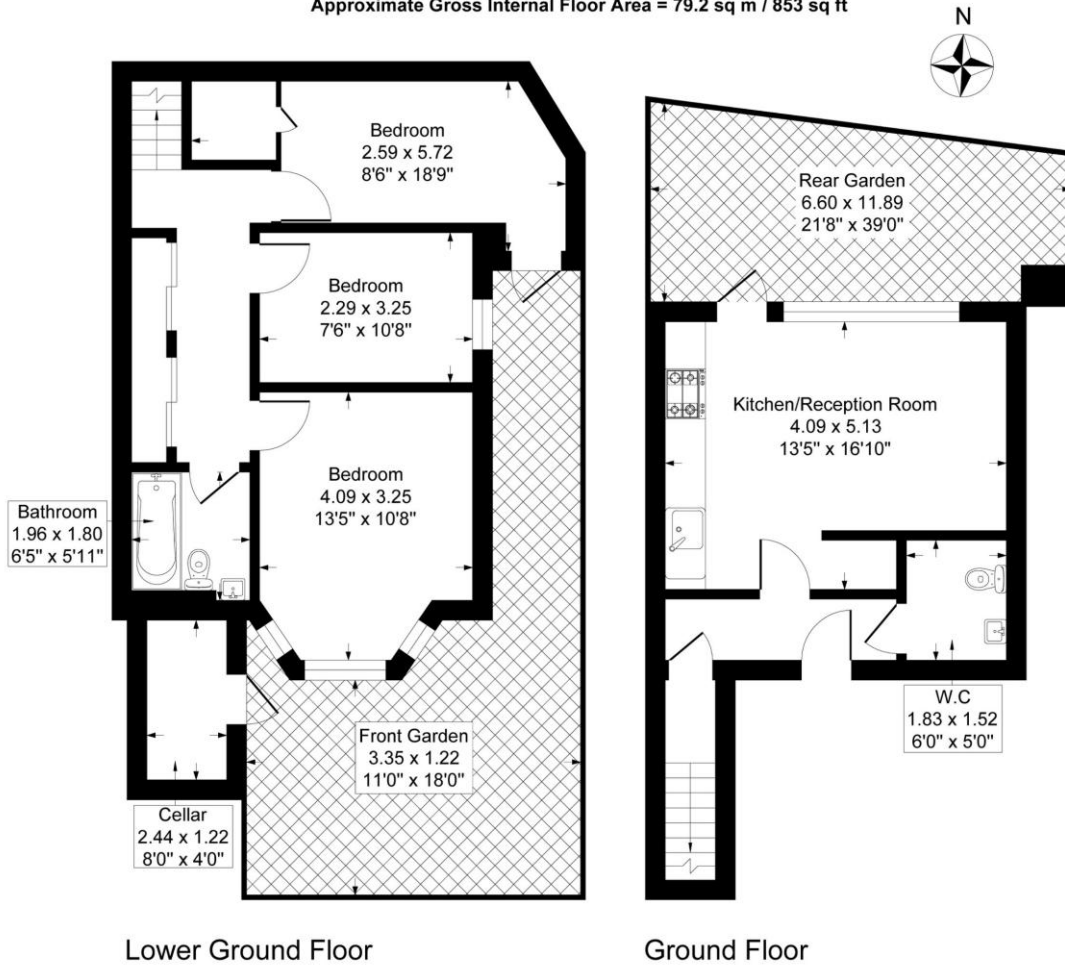 Approximate Gross Internal Floor Area = 79.2 sq m / 853 sq ft
N
Bedroom
2.59 x 5.72
8'6" x 18'9"
Rear Garden
6.60 x 11.89
21'8" x 39'0"
Bedroom
2.29 x 3.25
7'6" x 10'8"
Kitchen/Reception Room
4.09 x 5.13
13'5" x 16'10"
Bedroom
4.09 x 3.25
13'5" x 10'8"
Bathroom
1.96 x 1.80
6'5" x 5'11"
W.C
1.83 x 1.52
6'0" x 5'0"
Front Garden
3.35 x 1.22
11'0" x 18'0"
Cellar
2.44 x 1.22
8'0" x 4'0"
Lower Ground Floor
Ground Floor